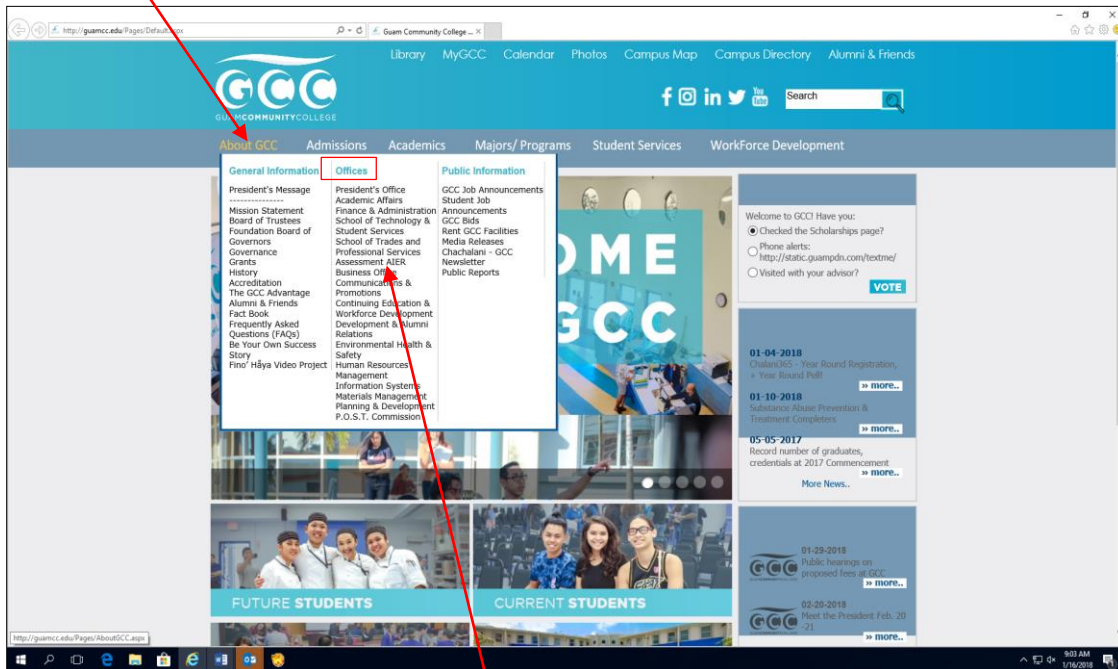 http://guamcc.edu/Pages/Default.aspx
Guam Community College ...
Library MyGCC Calendar Photos Campus Map Campus Directory Alumni & Friends
GCC
GUAMCOMMUNITYCOLLEGE
f in You Tube Search
About GCC Admissions Academics Majors/ Programs Student Services WorkForce Development
General Information
President's Message
---------------
Mission Statement
Board of Trustees
Foundation Board of
Governors
Governance
Grants
History
Accreditation
The GCC Advantage
Alumni & Friends
Fact Book
Frequently Asked
Questions (FAQs)
Be Your Own Success
Story
Fino' Håya Video Project
Offices
President's Office
Academic Affairs
Finance & Administration
School of Technology &
Student Services
School of Trades and
Professional Services
Assessment AIER
Business Office
Communications &
Promotions
Continuing Education &
Workforce Development
Development & Alumni
Relations
Environmental Health &
Safety
Human Resources
Management
Information Systems
Materials Management
Planning & Development
P.O.S.T. Commission
Public Information
GCC Job Announcements
Student Job
Announcements
GCC Bids
Rent GCC Facilities
Media Releases
Chachalani - GCC
Newsletter
Public Reports
OME
GCC
Welcome to GCC! Have you:
Checked the Scholarships page?
Phone alerts:
http://static.guampdn.com/textme/
Visited with your advisor?
VOTE
01-04-2018
Chalani365 - Year Round Registration,
+ Year Round Pell!
» more..
01-10-2018
Substance Abuse Prevention &
Treatment Completers
» more..
05-05-2017
Record number of graduates,
credentials at 2017 Commencement
» more..
More News..
FUTURE STUDENTS
CURRENT STUDENTS
01-29-2018
Public hearings on
proposed fees at GCC
» more..
GCC
02-20-2018
Meet the President Feb. 20
-21
» more..
GCC
http://guamcc.edu/Pages/AboutGCC.aspx
9:03 AM
1/16/2018